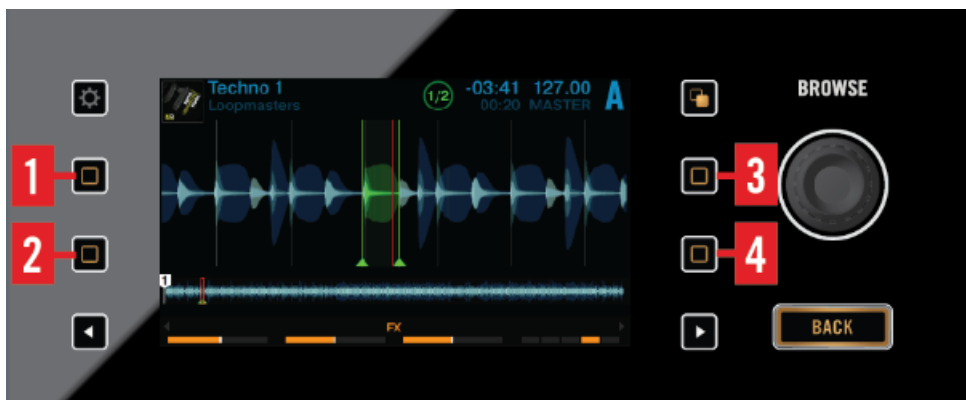 Techno 1
Loopmasters
1/2
-03:41 127.00
00:20 MASTER
A
BROWSE
1
2
3
4
1
FX
BACK